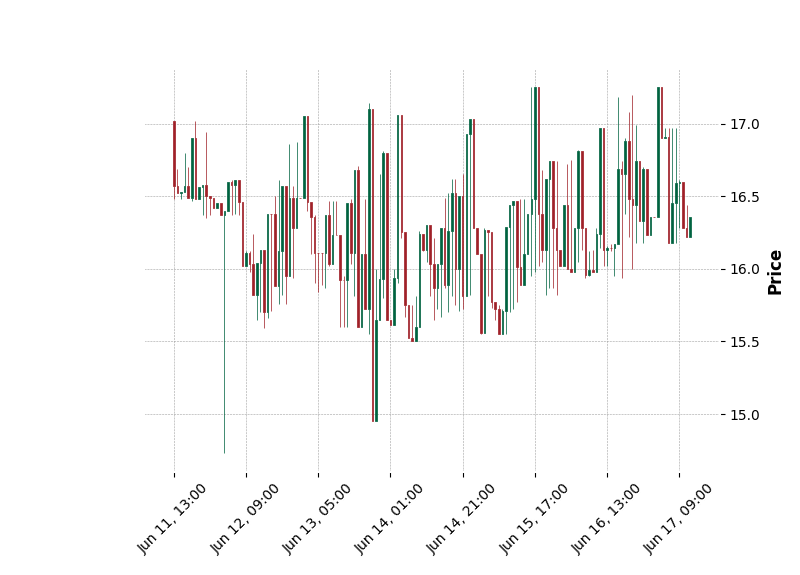 17.0
16.5
16.0
15.5
15.0
Price
Jun 11, 13:00
Jun 12, 09:00
Jun 13, 05:00
Jun 14, 01:00
Jun 14, 21:00
Jun 15, 17:00
Jun 16, 13:00
Jun 17, 09:00